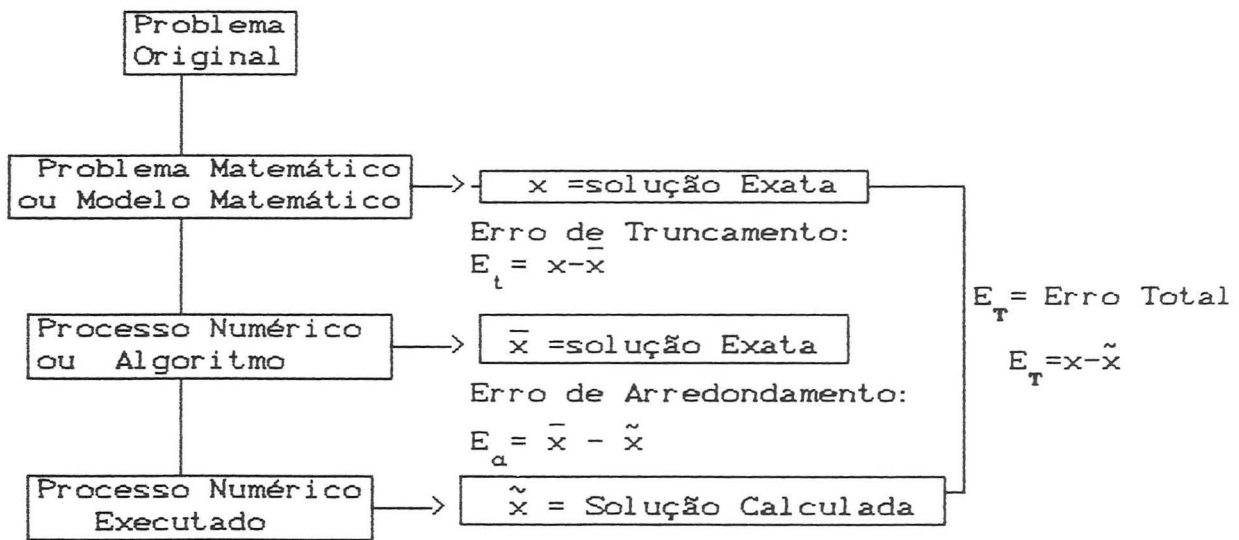 Problema
Original
Problema Matemático
ou Modelo Matemático
x =solução Exata
Erro de Truncamento:
E_t = x-x̄
Processo Numérico
ou Algoritmo
x̄ =solução Exata
Erro de Arredondamento:
E_a = x̄ - x̃
Processo Numérico
Executado
x̃ = Solução Calculada
E_T = Erro Total
E_T=x-x̃